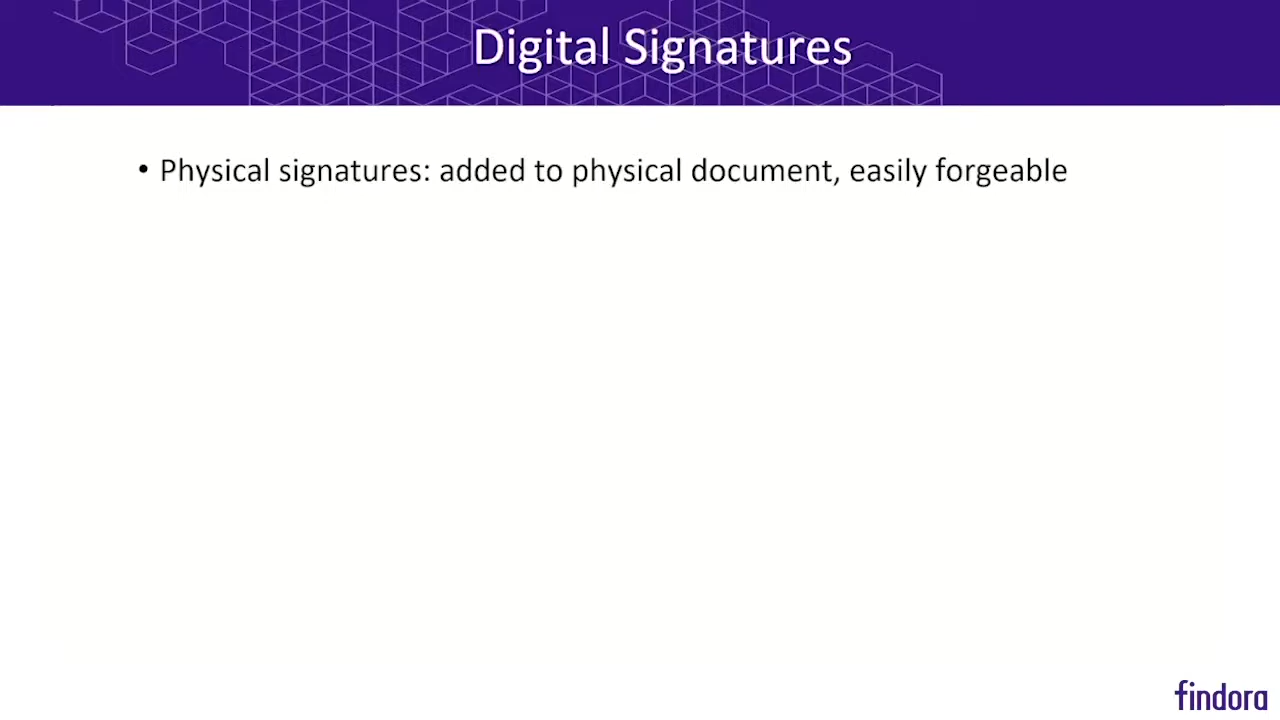 Digital Signatures
• Physical signatures: added to physical document, easily forgeable
findora